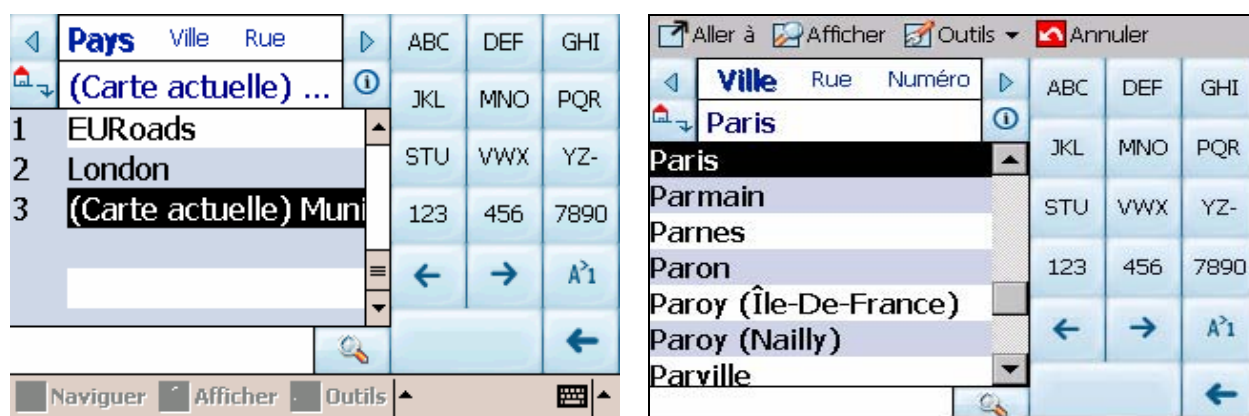 Pays Ville Rue
(Carte actuelle) ...
1 EURoads
2 London
3 (Carte actuelle) Muni
ABC DEF GHI
JKL MNO PQR
STU VWX YZ-
123 456 7890
← → A>1
←
Naviguer Afficher Outils
Aller à Afficher Outils Annuler
Ville Rue Numéro
Paris
Paris
Parmain
Parnes
Paron
Paroy (Île-De-France)
Paroy (Nailly)
Parville
ABC DEF GHI
JKL MNO PQR
STU VWX YZ-
123 456 7890
← → A>1
←